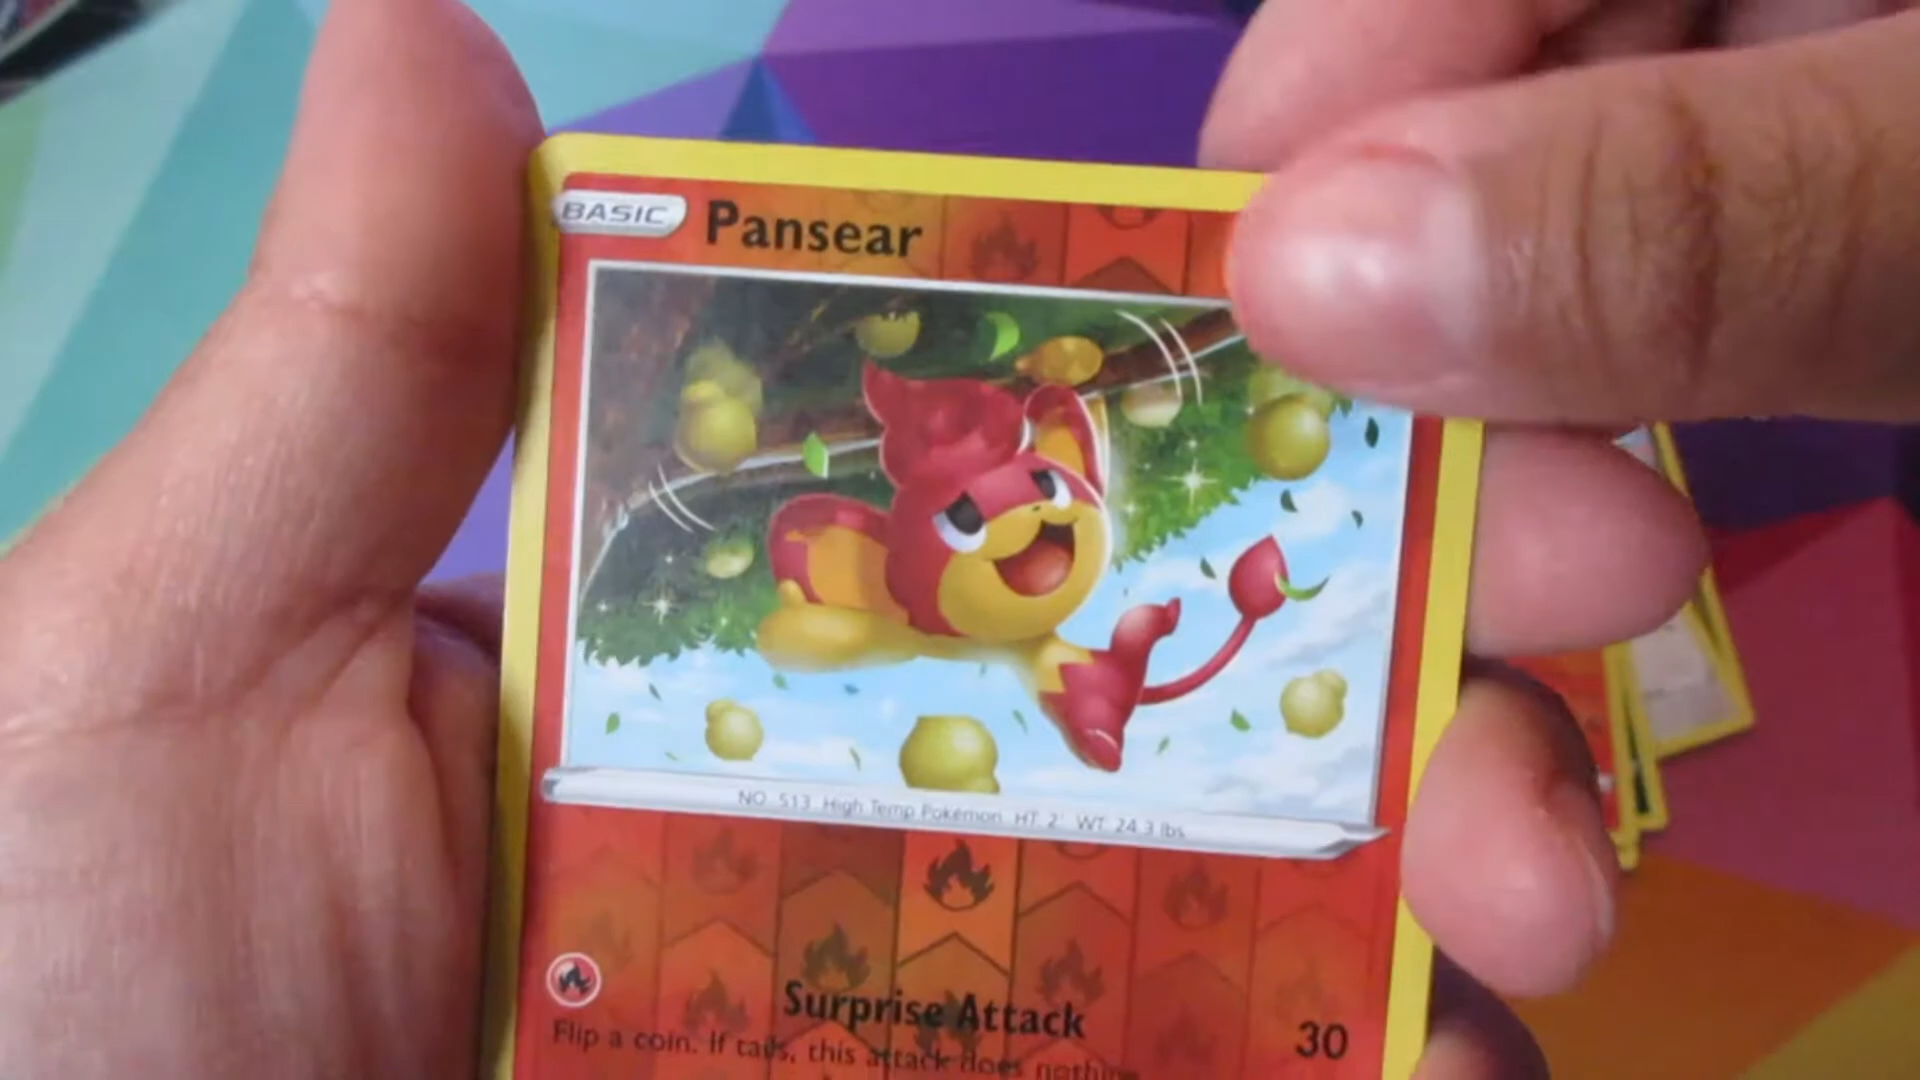 BASIC Pansear
NO. 513 High Temp Pokémon HT 2' WT 24.3 lbs
Surprise Attack 30
Flip a coin. If tails, this attack does nothing